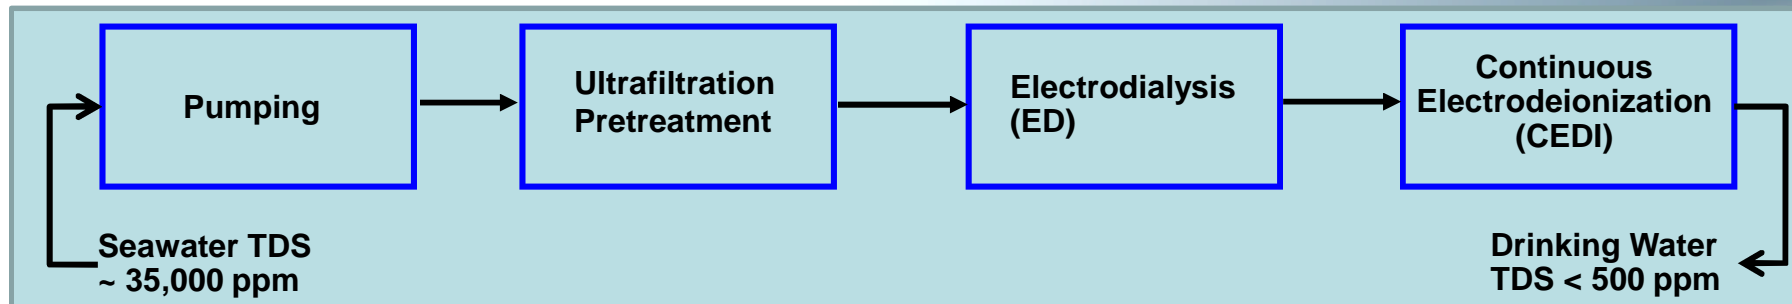 Pumping
Ultrafiltration
Pretreatment
Electrodialysis
(ED)
Continuous
Electrodeionization
(CEDI)
Seawater TDS
~ 35,000 ppm
Drinking Water
TDS < 500 ppm